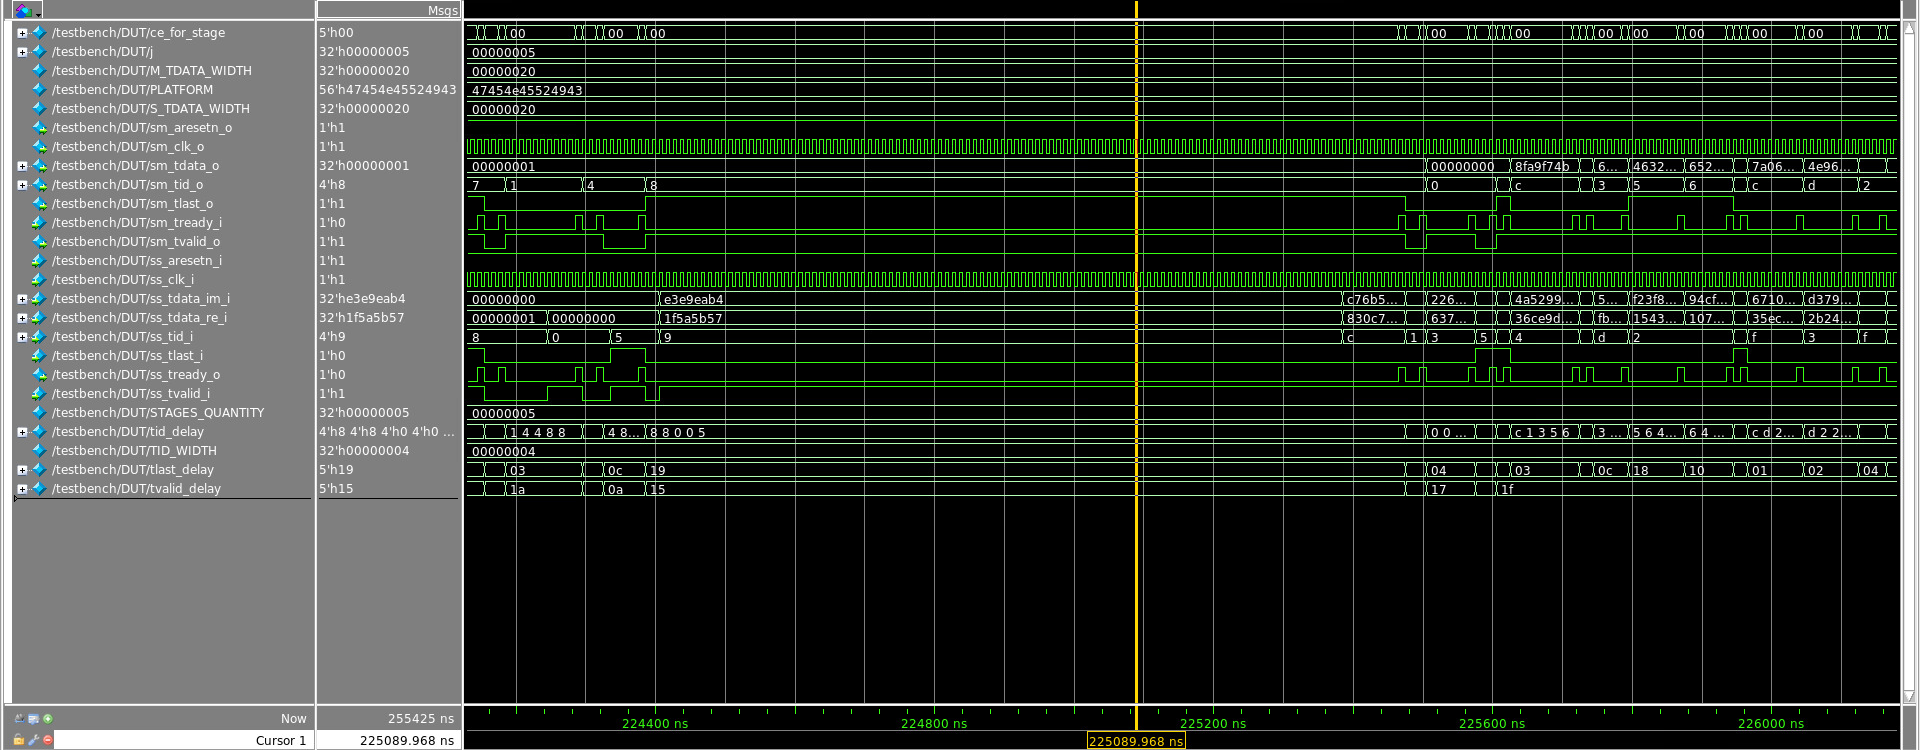 Msgs
/testbench/DUT/ce_for_stage 5'h00 00 00 00 00 00 00 00 00 00 00
/testbench/DUT/j 32'h00000005 00000005
/testbench/DUT/M_TDATA_WIDTH 32'h00000020 00000020
/testbench/DUT/PLATFORM 56'h47454e45524943 47454e45524943
/testbench/DUT/S_TDATA_WIDTH 32'h00000020 00000020
/testbench/DUT/sm_aresetn_o 1'h1
/testbench/DUT/sm_clk_o 1'h1
/testbench/DUT/sm_tdata_o 32'h00000001 00000001 00000000 8fa9f74b 6... 4632... 652... 7a06... 4e96...
/testbench/DUT/sm_tid_o 4'h8 7 1 4 8 0 c 3 5 6 c d 2
/testbench/DUT/sm_tlast_o 1'h1
/testbench/DUT/sm_tready_i 1'h0
/testbench/DUT/sm_tvalid_o 1'h1
/testbench/DUT/ss_aresetn_i 1'h1
/testbench/DUT/ss_clk_i 1'h1
/testbench/DUT/ss_tdata_im_i 32'he3e9eab4 00000000 e3e9eab4 c76b5... 226... 4a5299... 5... f23f8... 94cf... 6710... d379...
/testbench/DUT/ss_tdata_re_i 32'h1f5a5b57 00000001 00000000 1f5a5b57 830c7... 637... 36ce9d... fb... 1543... 107... 35ec... 2b24...
/testbench/DUT/ss_tid_i 4'h9 8 0 5 9 c 1 3 5 4 d 2 f 3 f
/testbench/DUT/ss_tlast_i 1'h0
/testbench/DUT/ss_tready_o 1'h0
/testbench/DUT/ss_tvalid_i 1'h1
/testbench/DUT/STAGES_QUANTITY 32'h00000005 00000005
/testbench/DUT/tid_delay 4'h8 4'h8 4'h0 4'h0 ... 1 4 4 8 8 4 8... 8 8 0 0 5 0 0 ... c 1 3 5 6 3 ... 5 6 4... 6 4 ... c d 2... d 2 2...
/testbench/DUT/TID_WIDTH 32'h00000004 00000004
/testbench/DUT/tlast_delay 5'h19 03 0c 19 04 03 0c 18 10 01 02 04
/testbench/DUT/tvalid_delay 5'h15 1a 0a 15 17 1f
Now 255425 ns 224400 ns 224800 ns 225200 ns 225600 ns 226000 ns
Cursor 1 225089.968 ns 225089.968 ns